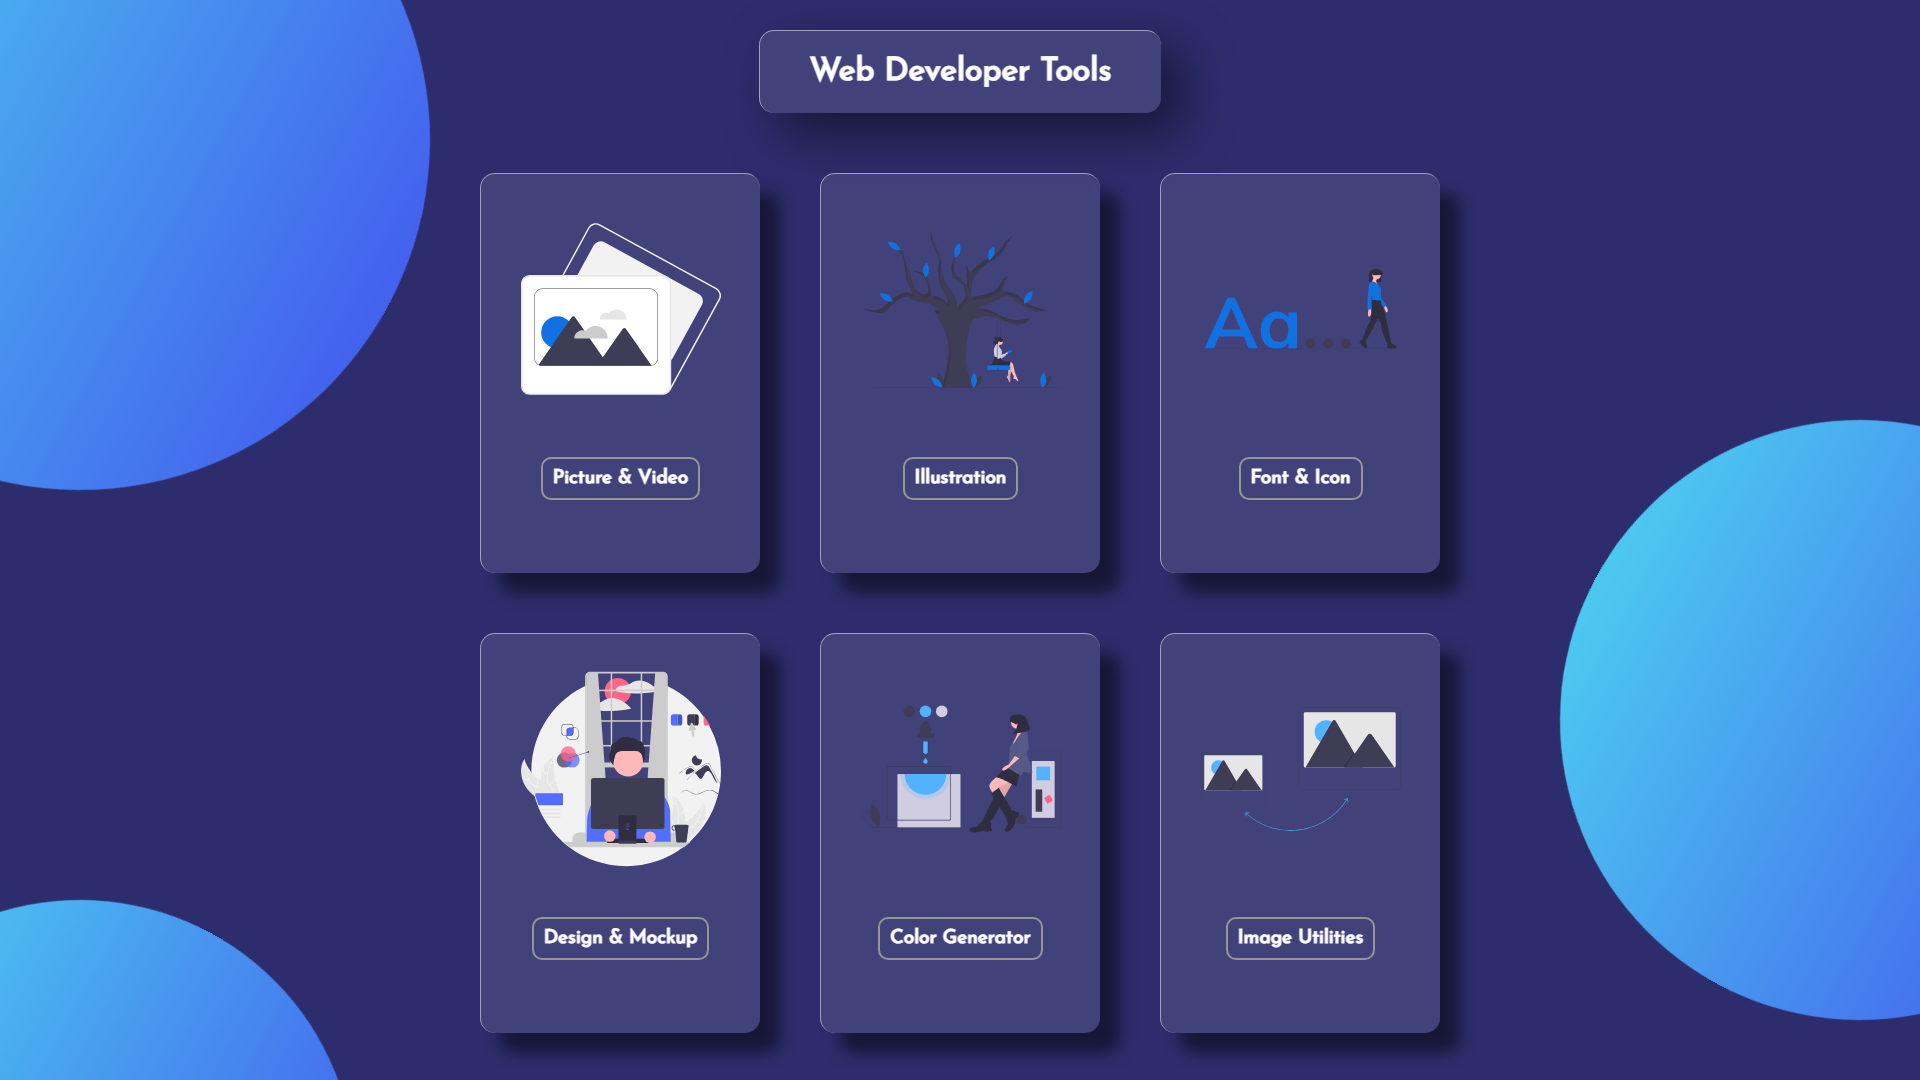 Web Developer Tools
Picture & Video
Illustration
Aa...
Font & Icon
Design & Mockup
Color Generator
Image Utilities